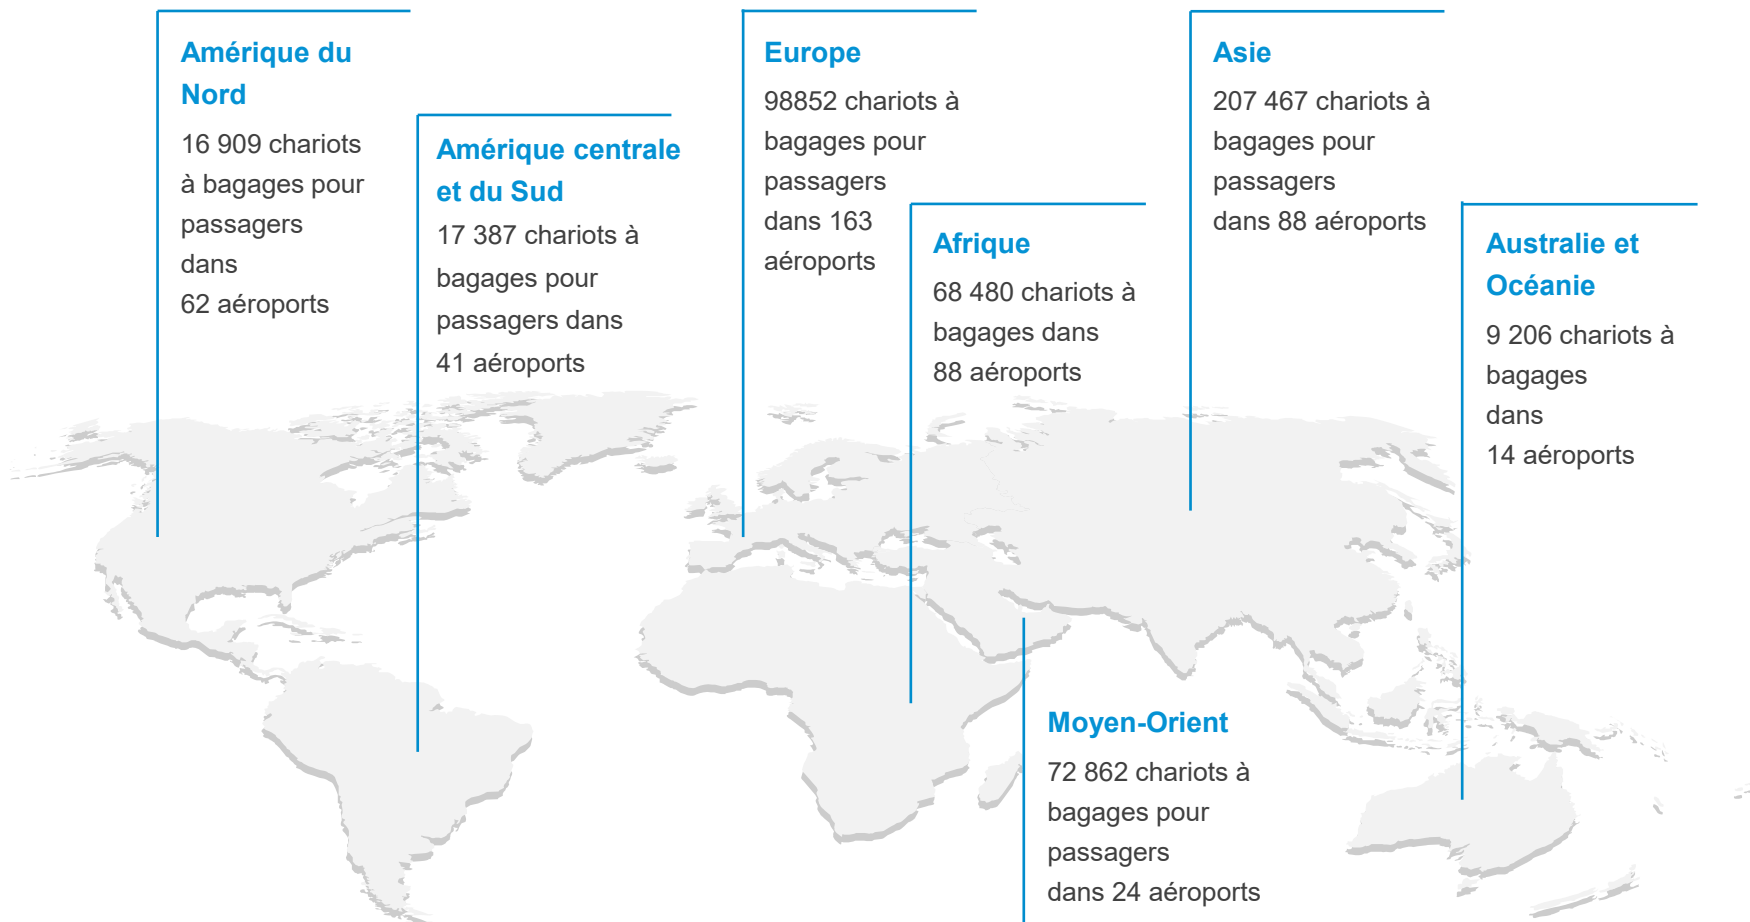 Amérique du
Nord
16 909 chariots
à bagages pour
passagers
dans
62 aéroports
Amérique centrale
et du Sud
17 387 chariots à
bagages pour
passagers dans
41 aéroports
Europe
98852 chariots à
bagages pour
passagers
dans 163
aéroports
Afrique
68 480 chariots à
bagages dans
88 aéroports
Asie
207 467 chariots à
bagages pour
passagers
dans 88 aéroports
Australie et
Océanie
9 206 chariots à
bagages
dans
14 aéroports
Moyen-Orient
72 862 chariots à
bagages pour
passagers
dans 24 aéroports